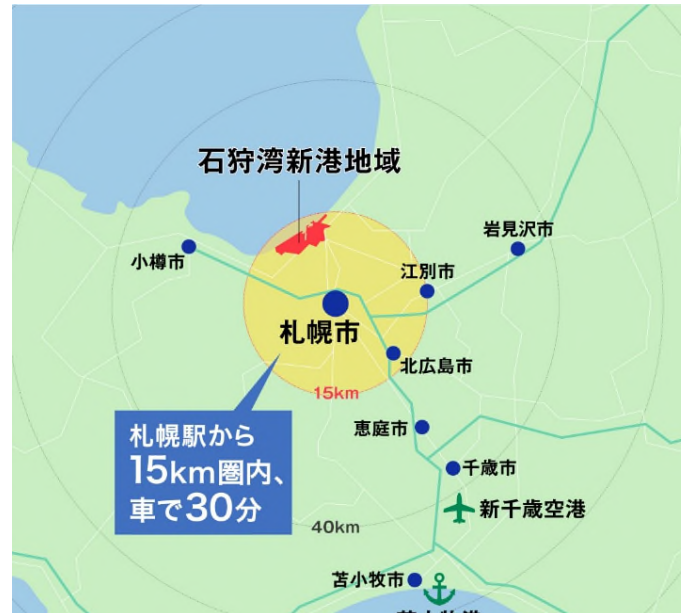 石狩湾新港地域
岩見沢市
小樽市
江別市
札幌市
北広島市
15km
恵庭市
札幌駅から
15km圏内、
車で30分
千歳市
新千歳空港
40km
苫小牧市